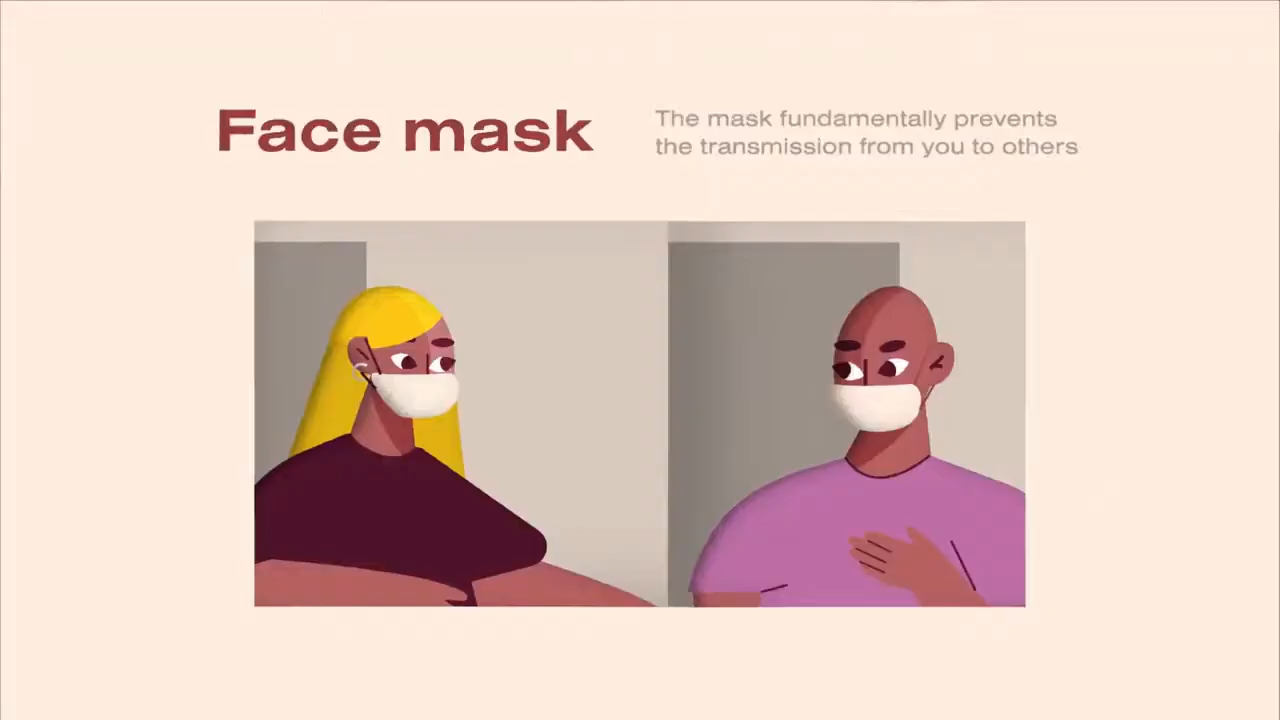 Face mask
The mask fundamentally prevents
the transmission from you to others